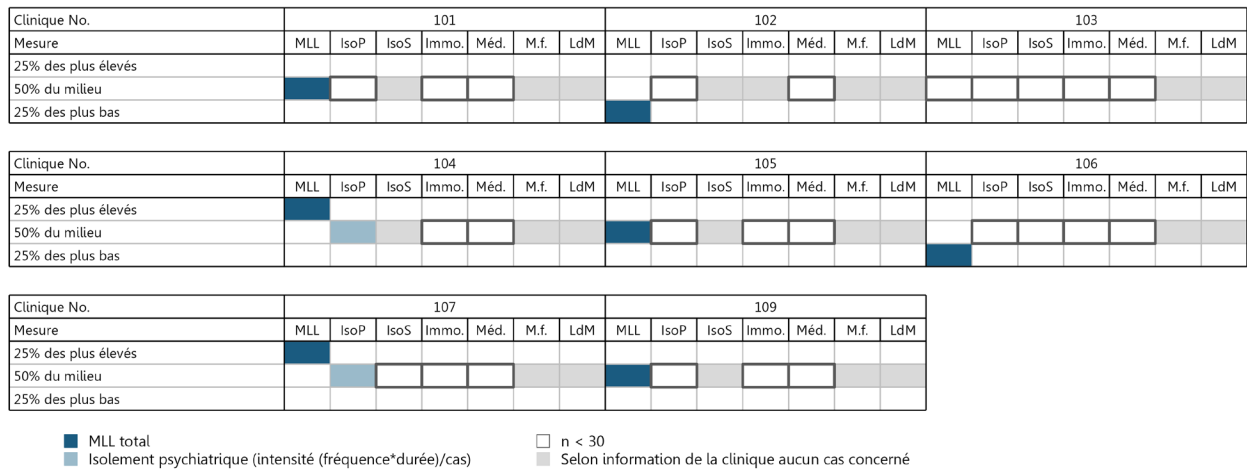 Clinique No. 101 102 103
Mesure MLL IsoP IsoS Immo. Méd. M.f. LdM MLL IsoP IsoS Immo. Méd. M.f. LdM MLL IsoP IsoS Immo. Méd. M.f. LdM
25% des plus élevés
50% du milieu
25% des plus bas
Clinique No. 104 105 106
Mesure MLL IsoP IsoS Immo. Méd. M.f. LdM MLL IsoP IsoS Immo. Méd. M.f. LdM MLL IsoP IsoS Immo. Méd. M.f. LdM
25% des plus élevés
50% du milieu
25% des plus bas
Clinique No. 107 109
Mesure MLL IsoP IsoS Immo. Méd. M.f. LdM MLL IsoP IsoS Immo. Méd. M.f. LdM
25% des plus élevés
50% du milieu
25% des plus bas
MLL total n < 30
Isolement psychiatrique (intensité (fréquence*durée)/cas) Selon information de la clinique aucun cas concerné